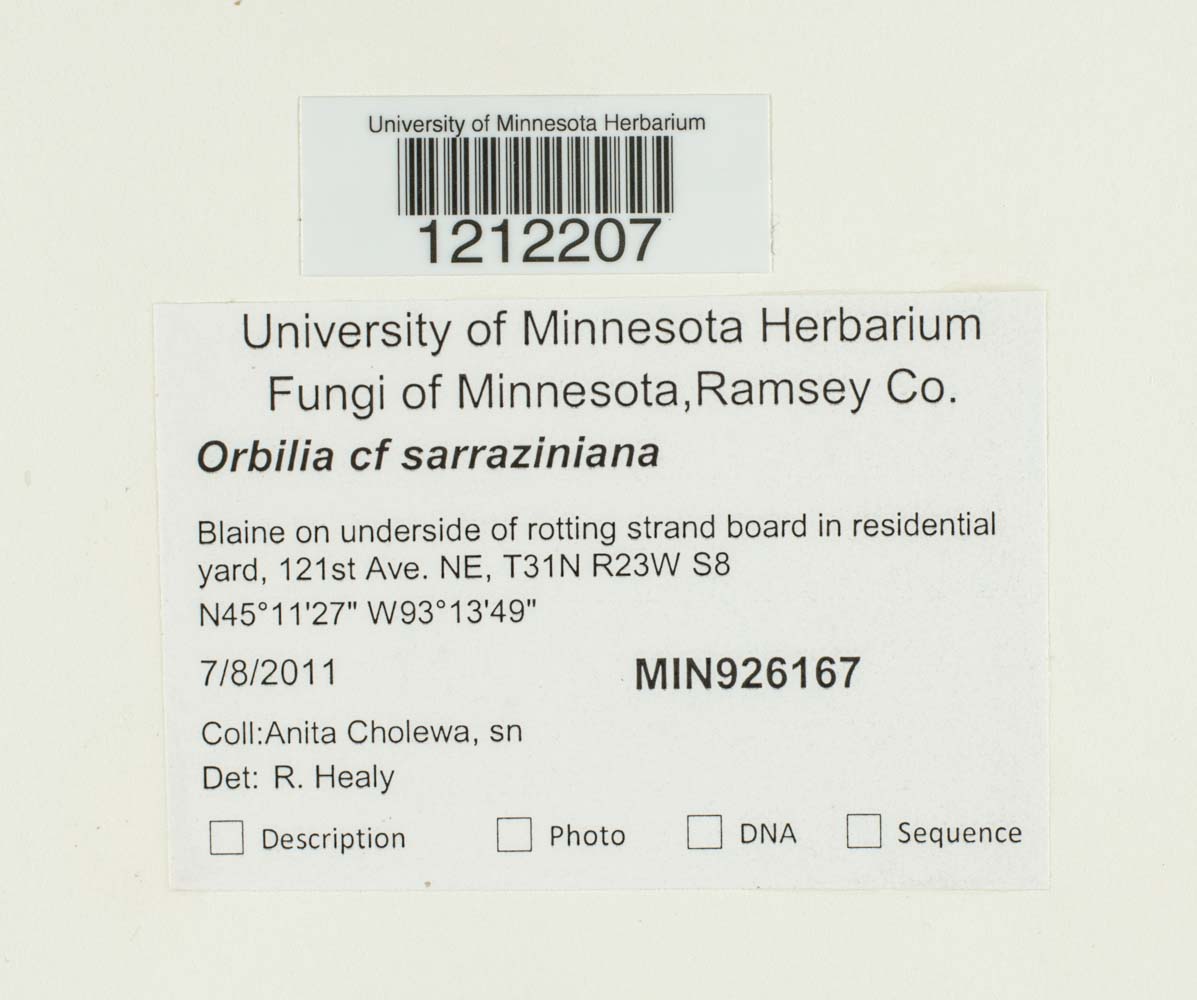 University of Minnesota Herbarium
1212207
University of Minnesota Herbarium
Fungi of Minnesota,Ramsey Co.
Orbilia cf sarraziniana
Blaine on underside of rotting strand board in residential
yard, 121st Ave. NE, T31N R23W S8
N45°11'27" W93°13'49"
7/8/2011 MIN926167
Coll:Anita Cholewa, sn
Det: R. Healy
Description Photo DNA Sequence